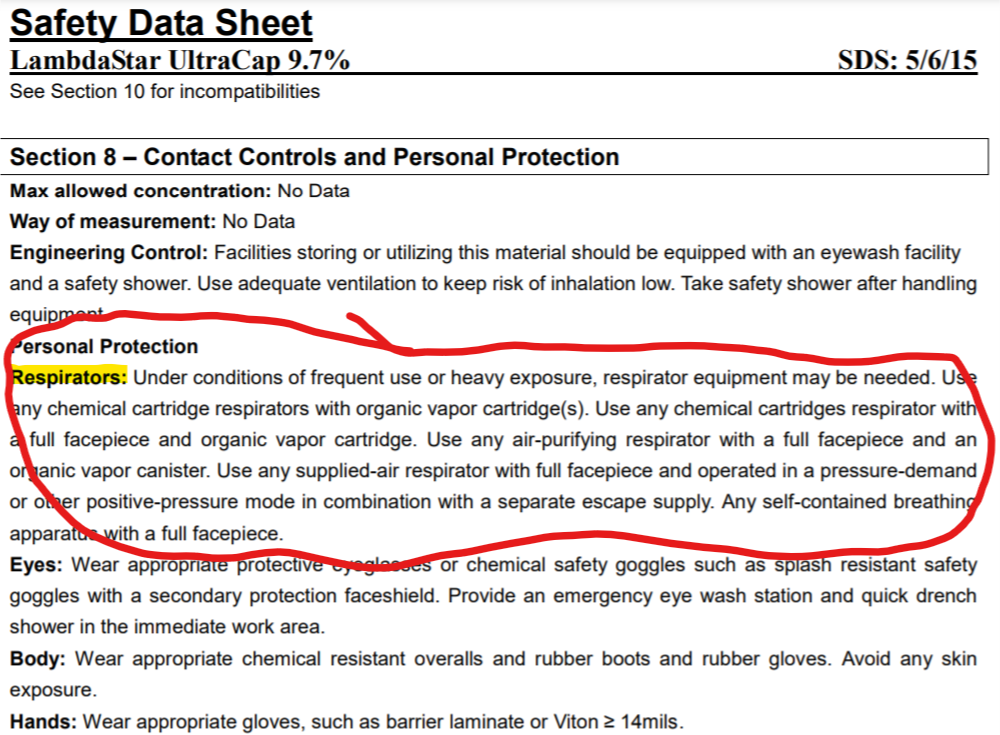 Safety Data Sheet
LambdaStar UltraCap 9.7% SDS: 5/6/15
See Section 10 for incompatibilities
Section 8 – Contact Controls and Personal Protection
Max allowed concentration: No Data
Way of measurement: No Data
Engineering Control: Facilities storing or utilizing this material should be equipped with an eyewash facility
and a safety shower. Use adequate ventilation to keep risk of inhalation low. Take safety shower after handling
equipment.
Personal Protection
Respirators: Under conditions of frequent use or heavy exposure, respirator equipment may be needed. Use
any chemical cartridge respirators with organic vapor cartridge(s). Use any chemical cartridges respirator with
a full facepiece and organic vapor cartridge. Use any air-purifying respirator with a full facepiece and an
organic vapor canister. Use any supplied-air respirator with full facepiece and operated in a pressure-demand
or other positive-pressure mode in combination with a separate escape supply. Any self-contained breathing
apparatus with a full facepiece.
Eyes: Wear appropriate protective eyeglasses or chemical safety goggles such as splash resistant safety
goggles with a secondary protection faceshield. Provide an emergency eye wash station and quick drench
shower in the immediate work area.
Body: Wear appropriate chemical resistant overalls and rubber boots and rubber gloves. Avoid any skin
exposure.
Hands: Wear appropriate gloves, such as barrier laminate or Viton ≥ 14mils.